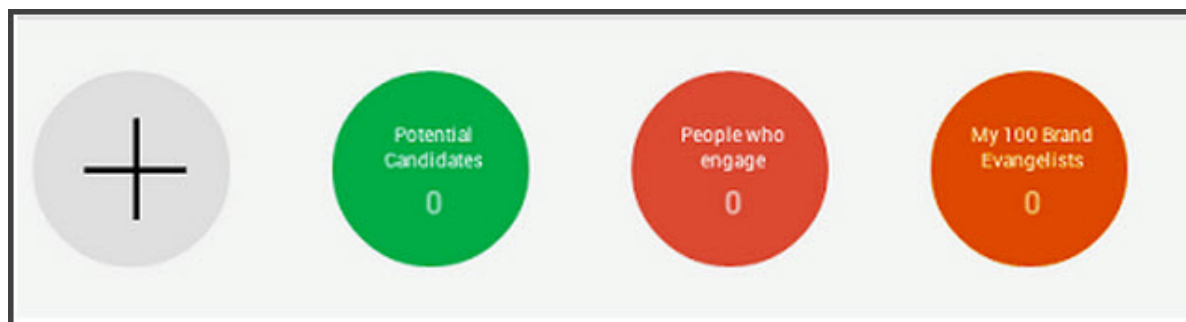 Potential
Candidates
0
People who
engage
0
My 100 Brand
Evangelists
0